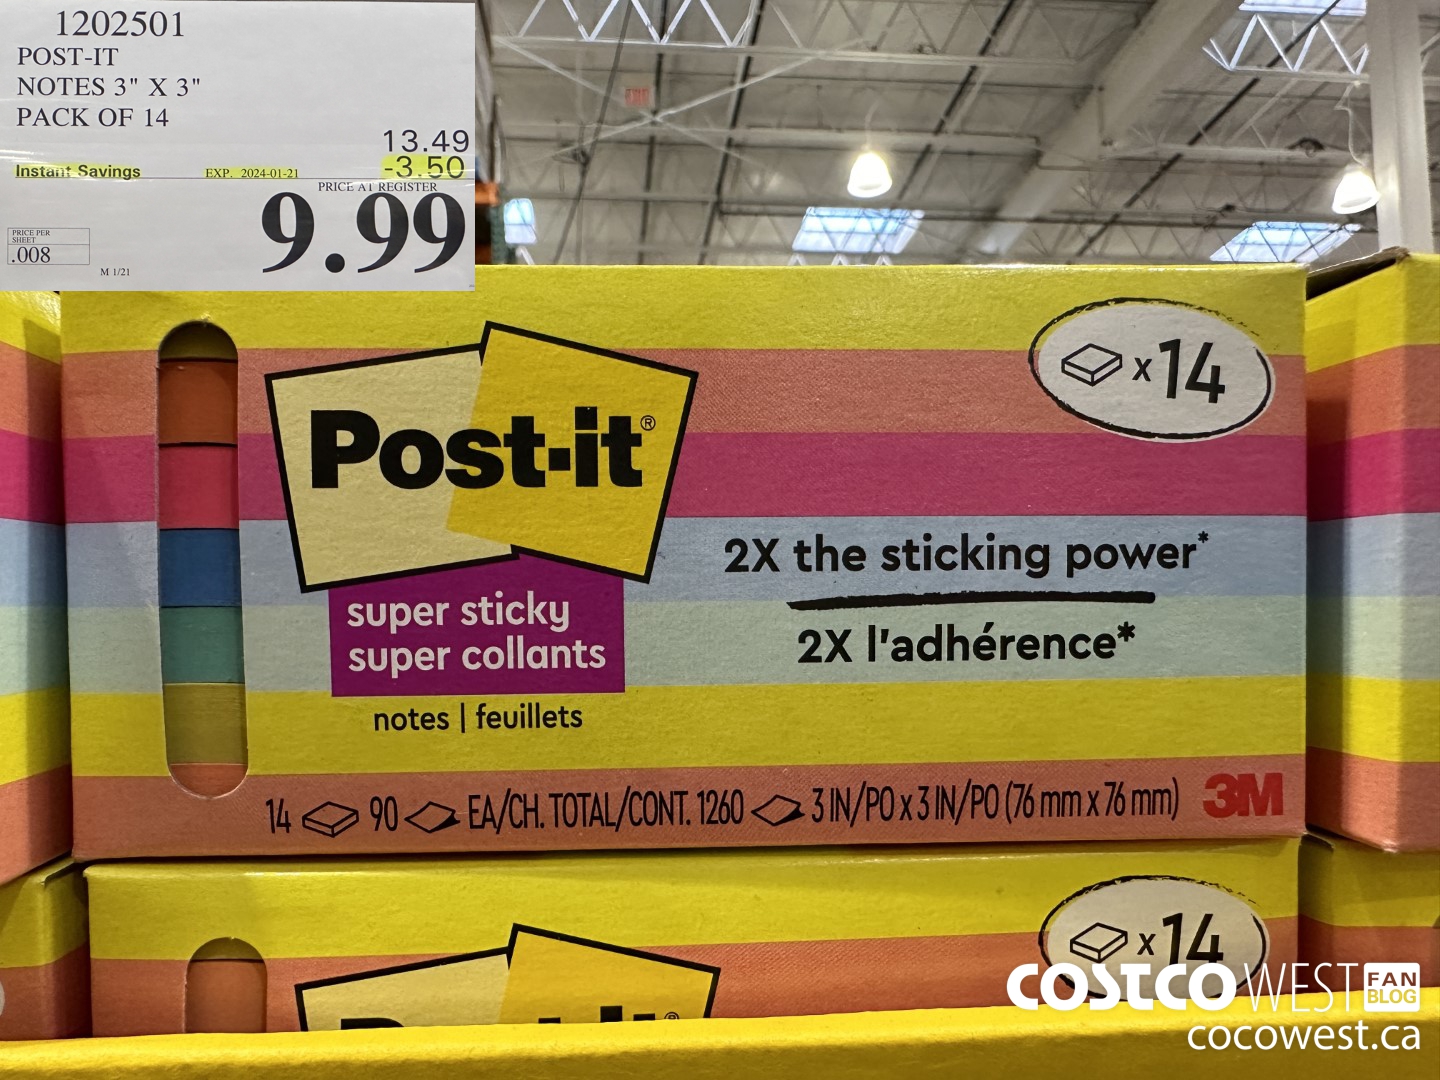 1202501
POST-IT
NOTES 3" X 3"
PACK OF 14
13.49
Instant Savings EXP. 2024-01-21 -3.50
PRICE AT REGISTER
9.99
PRICE PER
SHEET
.008
M 1/21
x14
Post-it®
2X the sticking power*
2X l'adhérence*
super sticky
super collants
notes | feuillets
14 90 EA/CH. TOTAL/CONT. 1260 3 IN/PO x 3 IN/PO (76 mm x 76 mm) 3M
x14
COSTCO WEST FAN BLOG
cocowest.ca